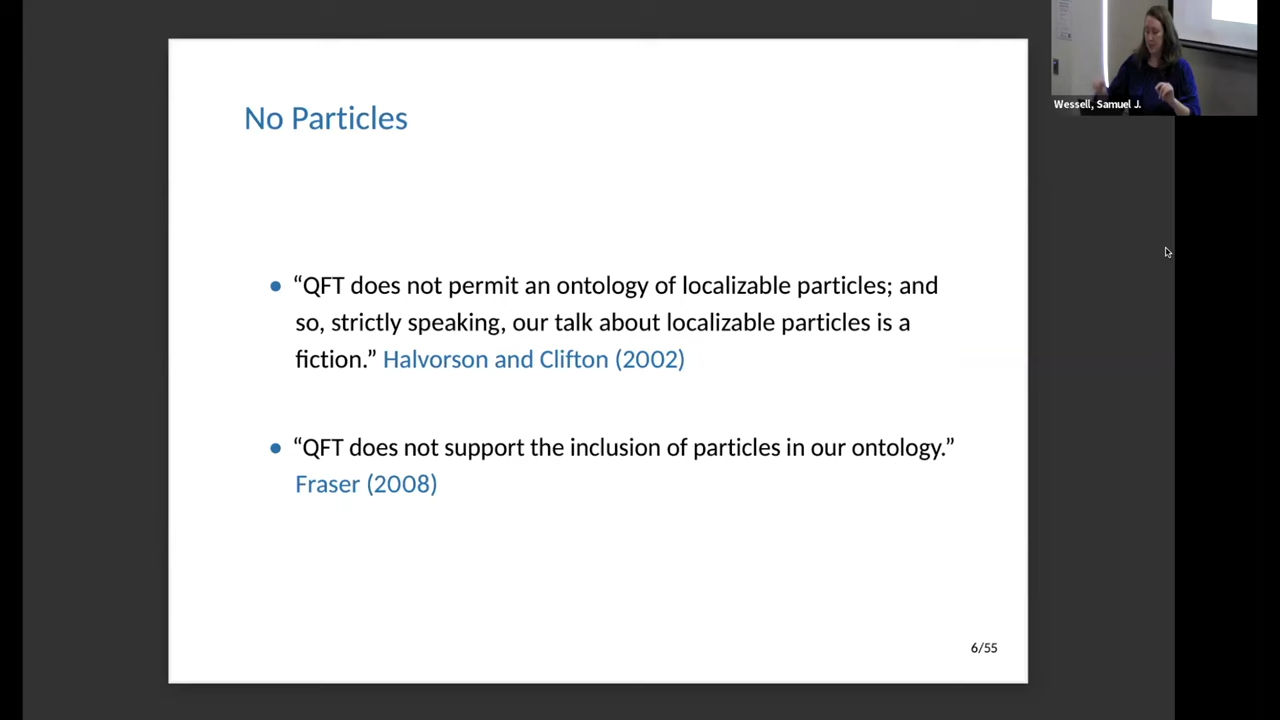 No Particles
• “QFT does not permit an ontology of localizable particles; and
so, strictly speaking, our talk about localizable particles is a
fiction.” Halvorson and Clifton (2002)
• “QFT does not support the inclusion of particles in our ontology.”
Fraser (2008)
6/55
Wessell, Samuel J.